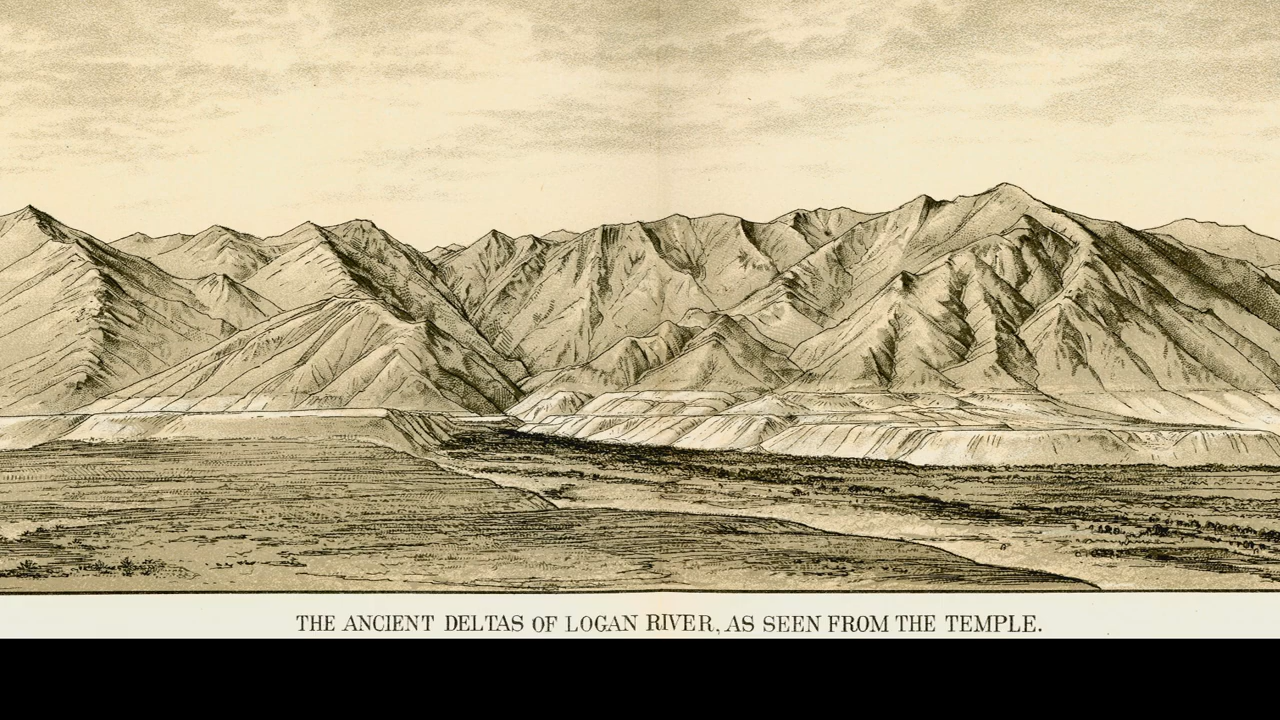 THE ANCIENT DELTAS OF LOGAN RIVER, AS SEEN FROM THE TEMPLE.